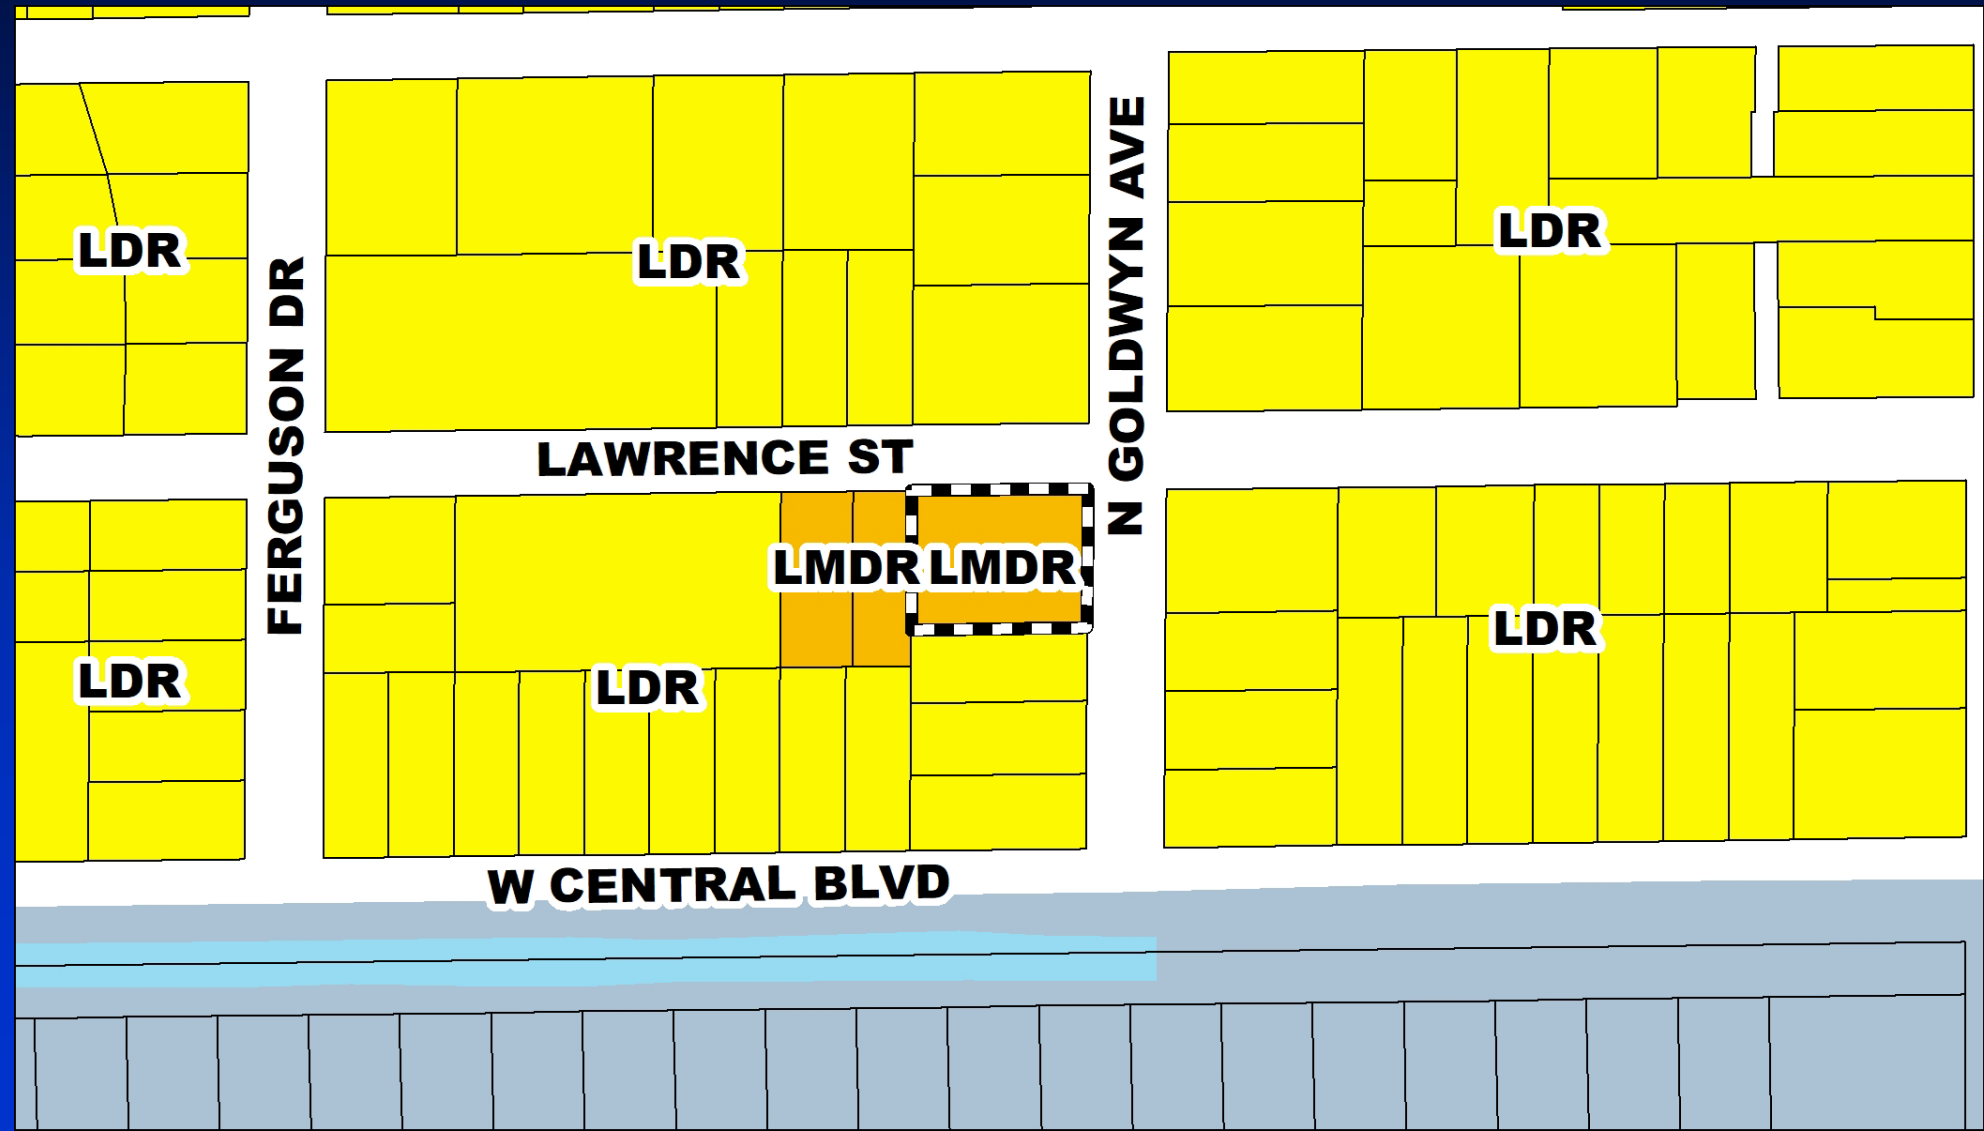 LDR
LDR
LDR
FERGUSON DR
N GOLDWYN AVE
LAWRENCE ST
LMDR
LMDR
LDR
LDR
LDR
W CENTRAL BLVD